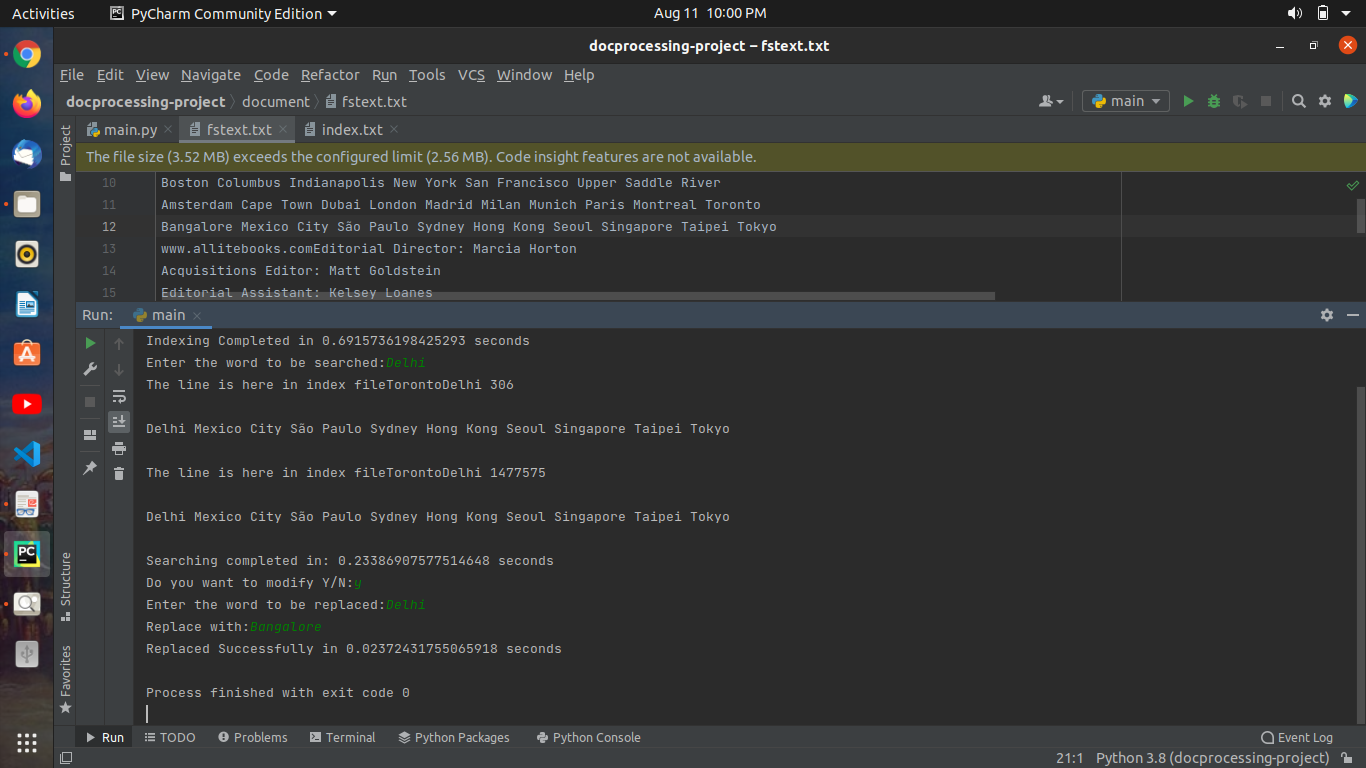 Activities PyCharm Community Edition Aug 11 10:00 PM
docprocessing-project – fstext.txt
File Edit View Navigate Code Refactor Run Tools VCS Window Help
docprocessing-project document fstext.txt main
main.py fstext.txt index.txt
Project
The file size (3.52 MB) exceeds the configured limit (2.56 MB). Code insight features are not available.
10 Boston Columbus Indianapolis New York San Francisco Upper Saddle River
11 Amsterdam Cape Town Dubai London Madrid Milan Munich Paris Montreal Toronto
12 Bangalore Mexico City São Paulo Sydney Hong Kong Seoul Singapore Taipei Tokyo
13 www.allitebooks.comEditorial Director: Marcia Horton
14 Acquisitions Editor: Matt Goldstein
15 Editorial Assistant: Kelsey Loanes
Run: main
Indexing Completed in 0.6915736198425293 seconds
Enter the word to be searched:Delhi
The line is here in index fileTorontoDelhi 306
Delhi Mexico City São Paulo Sydney Hong Kong Seoul Singapore Taipei Tokyo
The line is here in index fileTorontoDelhi 1477575
Delhi Mexico City São Paulo Sydney Hong Kong Seoul Singapore Taipei Tokyo
Searching completed in: 0.23386907577514648 seconds
Do you want to modify Y/N:y
Enter the word to be replaced:Delhi
Replace with:Bangalore
Replaced Successfully in 0.02372431755065918 seconds
Process finished with exit code 0
Structure
Favorites
Run TODO Problems Terminal Python Packages Python Console Event Log
21:1 Python 3.8 (docprocessing-project)